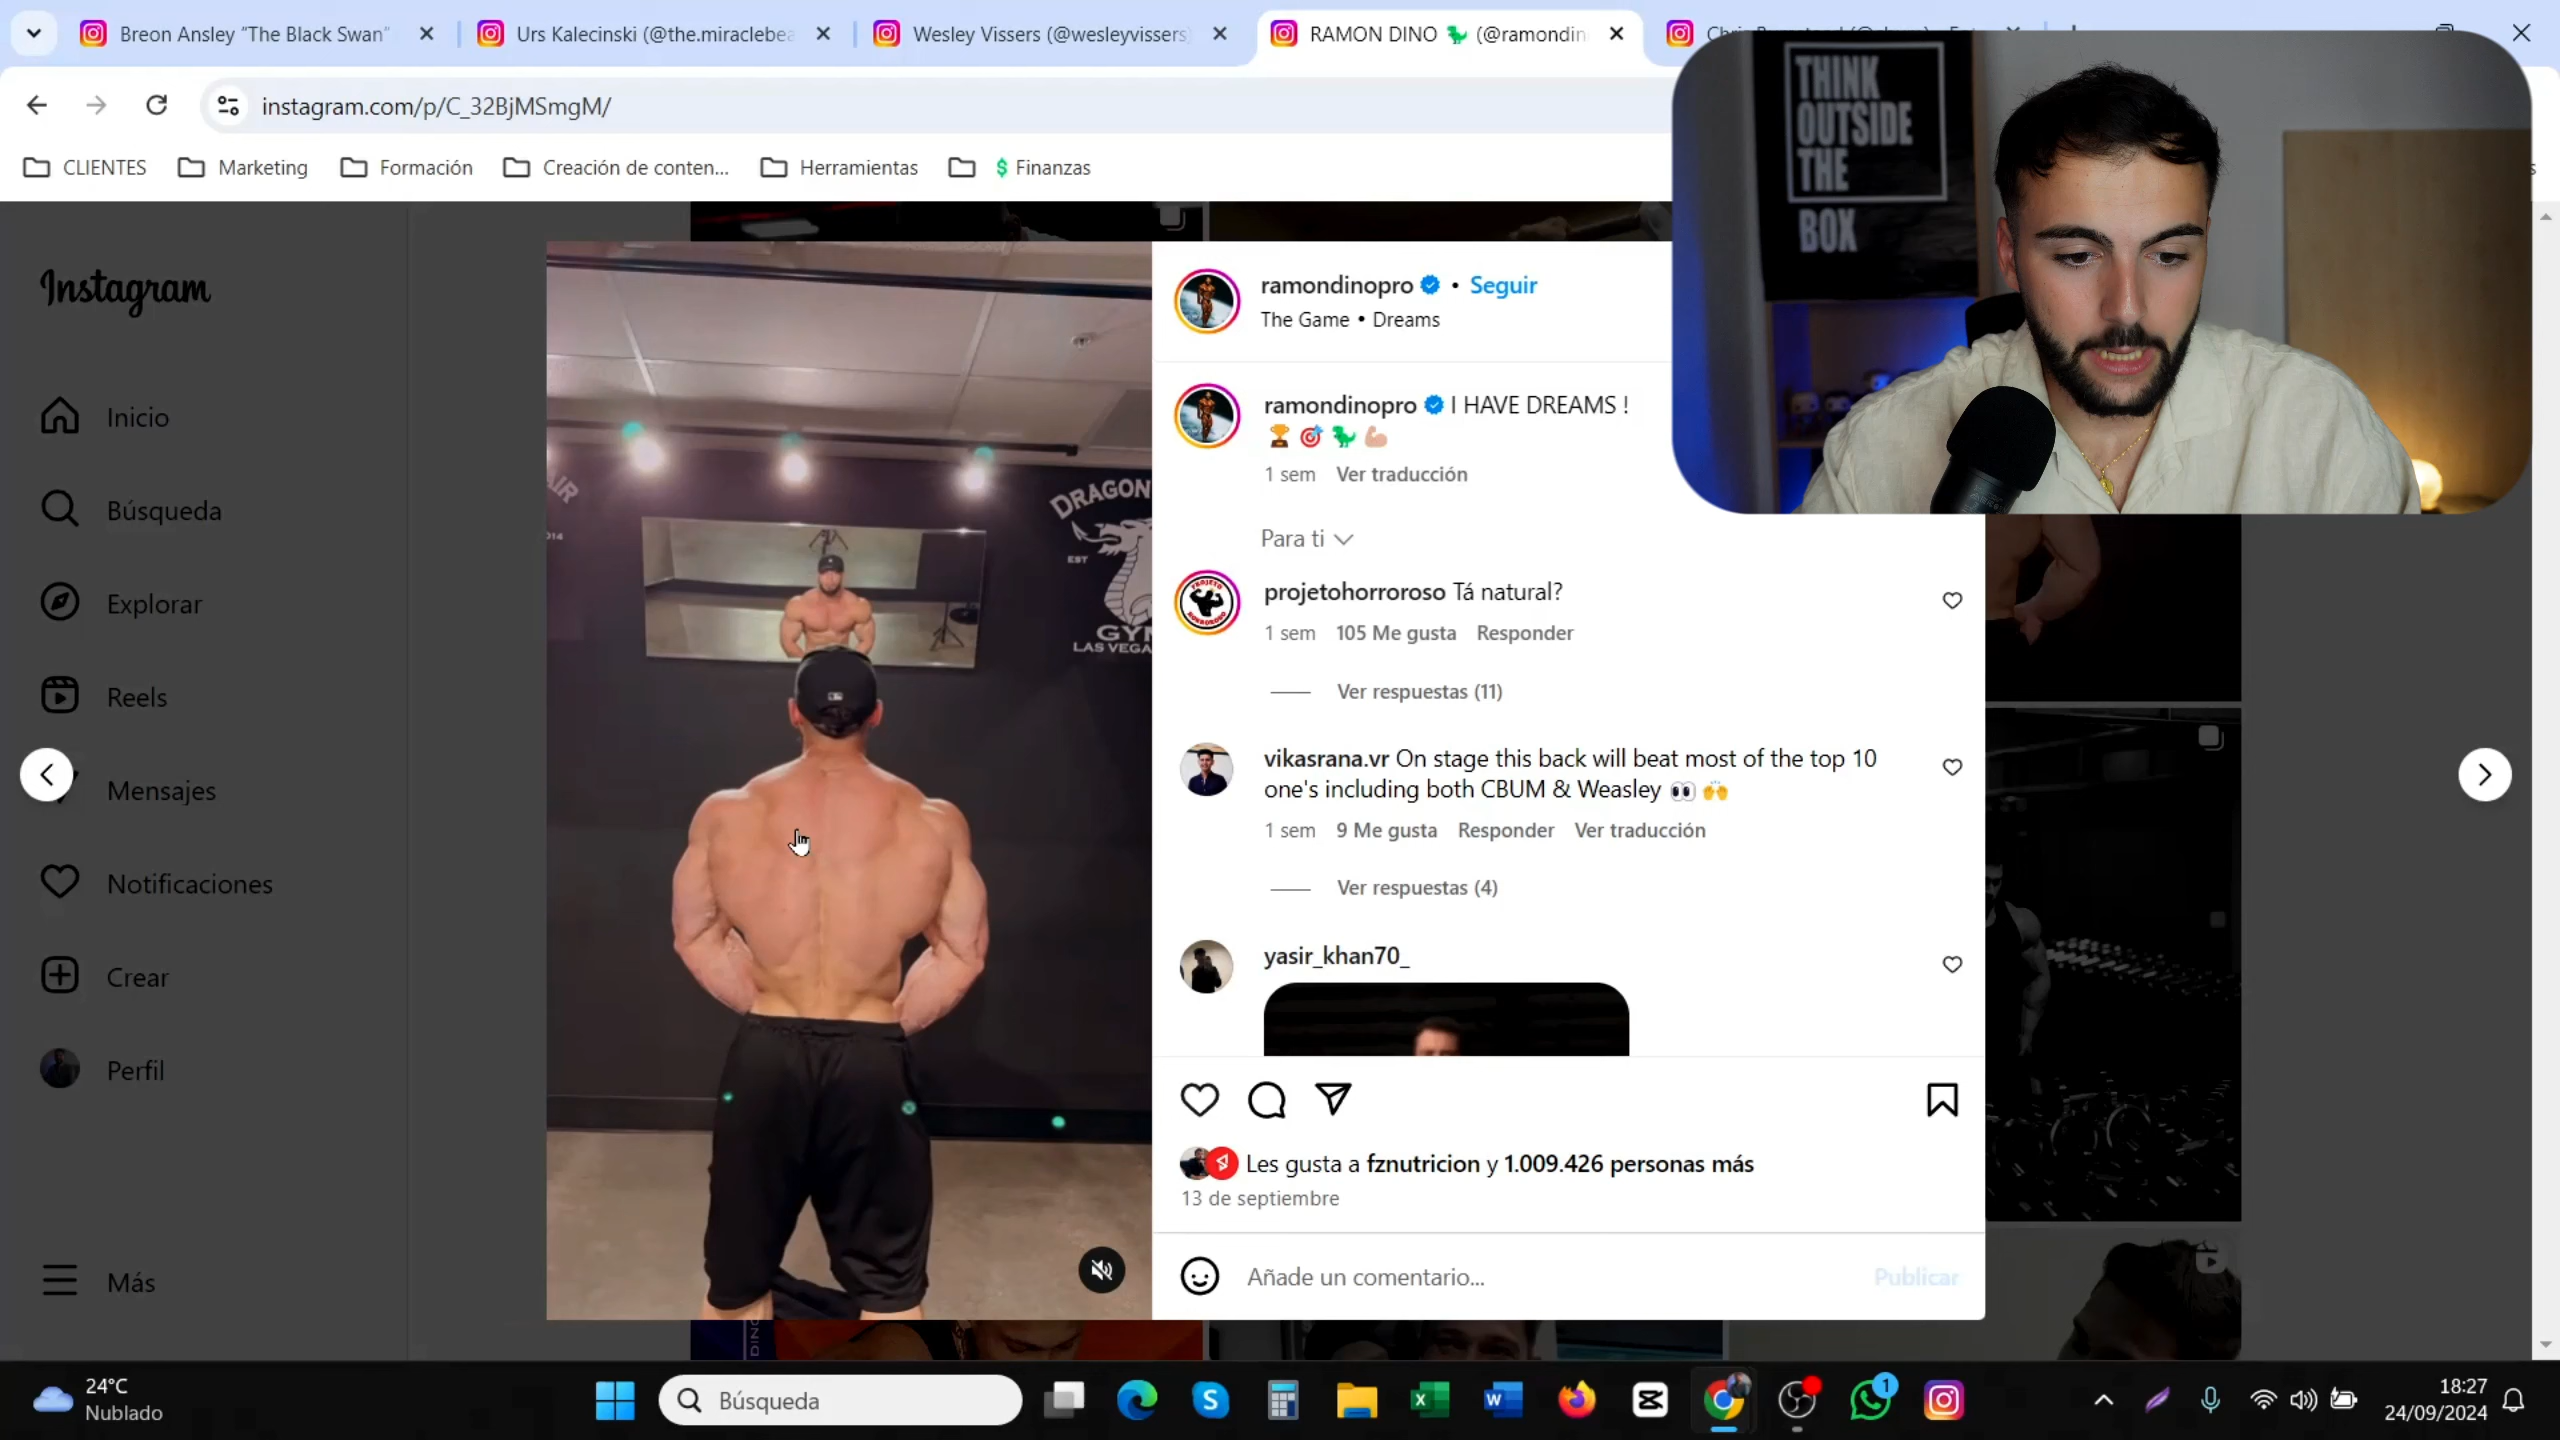 Breon Ansley “The Black Swan”
Urs Kalecinski (@the.miraclebea
Wesley Vissers (@wesleyvissers
RAMON DINO 🦖 (@ramondin
instagram.com/p/C_32BjMSmgM/
CLIENTES
Marketing
Formación
Creación de conten...
Herramientas
$ Finanzas
THINK
OUTSIDE
THE
BOX
Instagram
Inicio
Búsqueda
Explorar
Reels
Mensajes
Notificaciones
Crear
Perfil
Más
DRAGON
EST
GYM
LAS VEGA
ramondinopro • Seguir
The Game • Dreams
ramondinopro I HAVE DREAMS !
🏆 🎯 🦖 💪🏼
1 sem Ver traducción
Para ti
projetohorroroso Tá natural?
1 sem 105 Me gusta Responder
Ver respuestas (11)
vikasrana.vr On stage this back will beat most of the top 10
one's including both CBUM & Weasley 👀 🙌
1 sem 9 Me gusta Responder Ver traducción
Ver respuestas (4)
yasir_khan70_
Les gusta a fznutricion y 1.009.426 personas más
13 de septiembre
Añade un comentario...
Publicar
24°C
Nublado
Búsqueda
1
18:27
24/09/2024